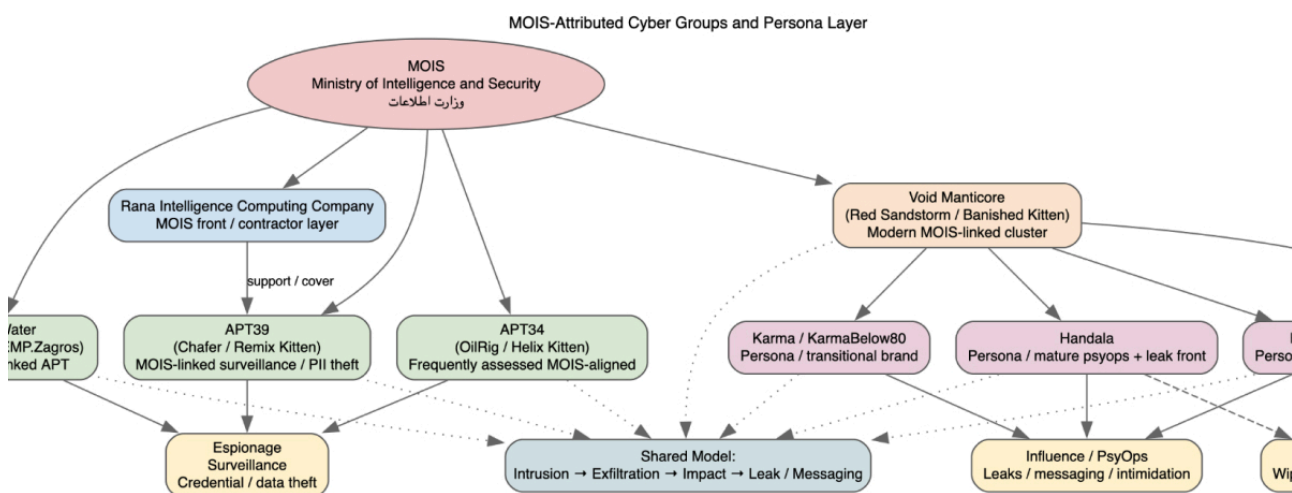 MOIS-Attributed Cyber Groups and Persona Layer
MOIS
Ministry of Intelligence and Security
وزارت اطلاعات
Rana Intelligence Computing Company
MOIS front / contractor layer
Void Manticore
(Red Sandstorm / Banished Kitten)
Modern MOIS-linked cluster
support / cover
APT39
(Chafer / Remix Kitten)
MOIS-linked surveillance / PII theft
APT34
(OilRig / Helix Kitten)
Frequently assessed MOIS-aligned
Karma / KarmaBelow80
Persona / transitional brand
Handala
Persona / mature psyops + leak front
APT
Espionage
Surveillance
Credential / data theft
Shared Model:
Intrusion → Exfiltration → Impact → Leak / Messaging
Influence / PsyOps
Leaks / messaging / intimidation